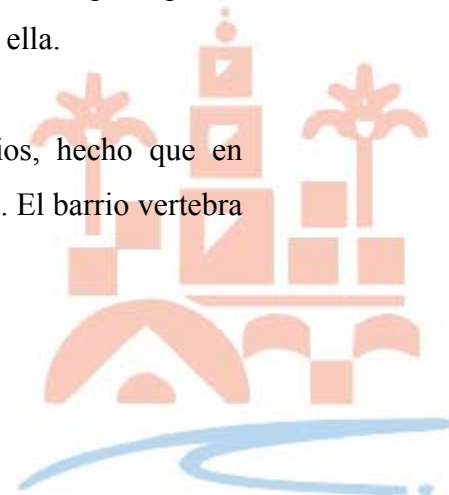 ella.
ios, hecho que en
. El barrio vertebra